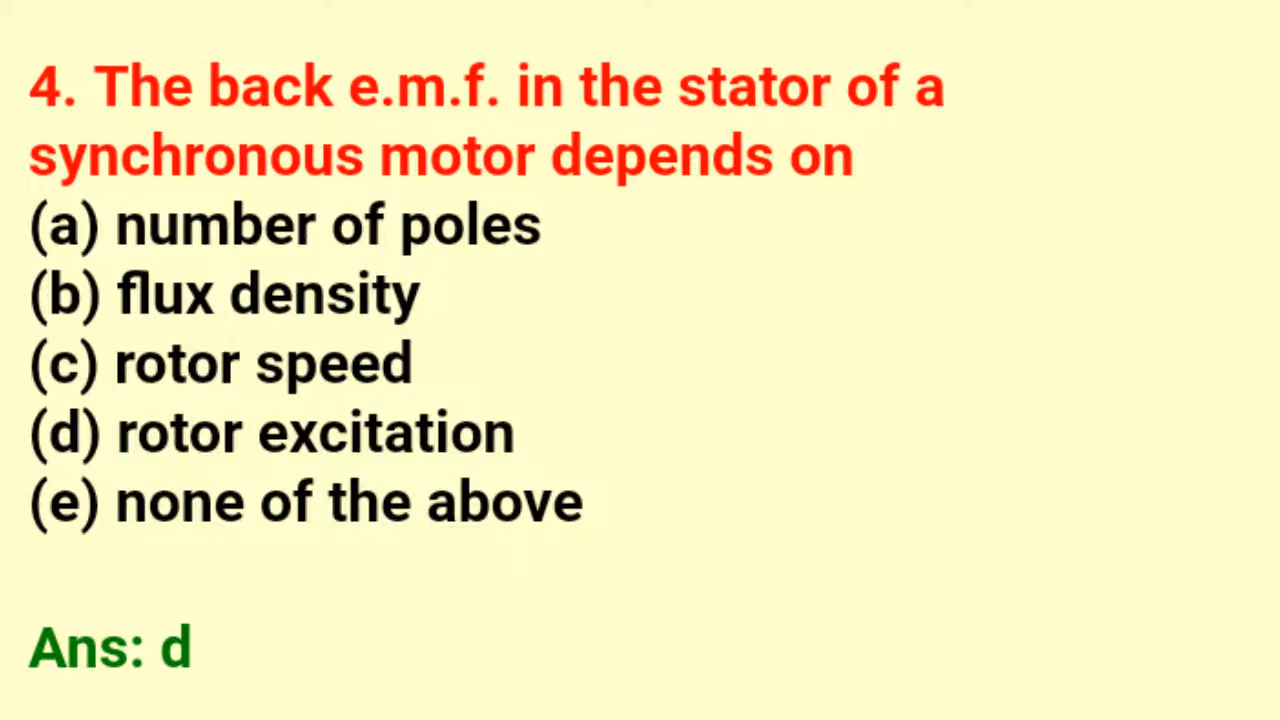 4. The back e.m.f. in the stator of a
synchronous motor depends on
(a) number of poles
(b) flux density
(c) rotor speed
(d) rotor excitation
(e) none of the above
Ans: d